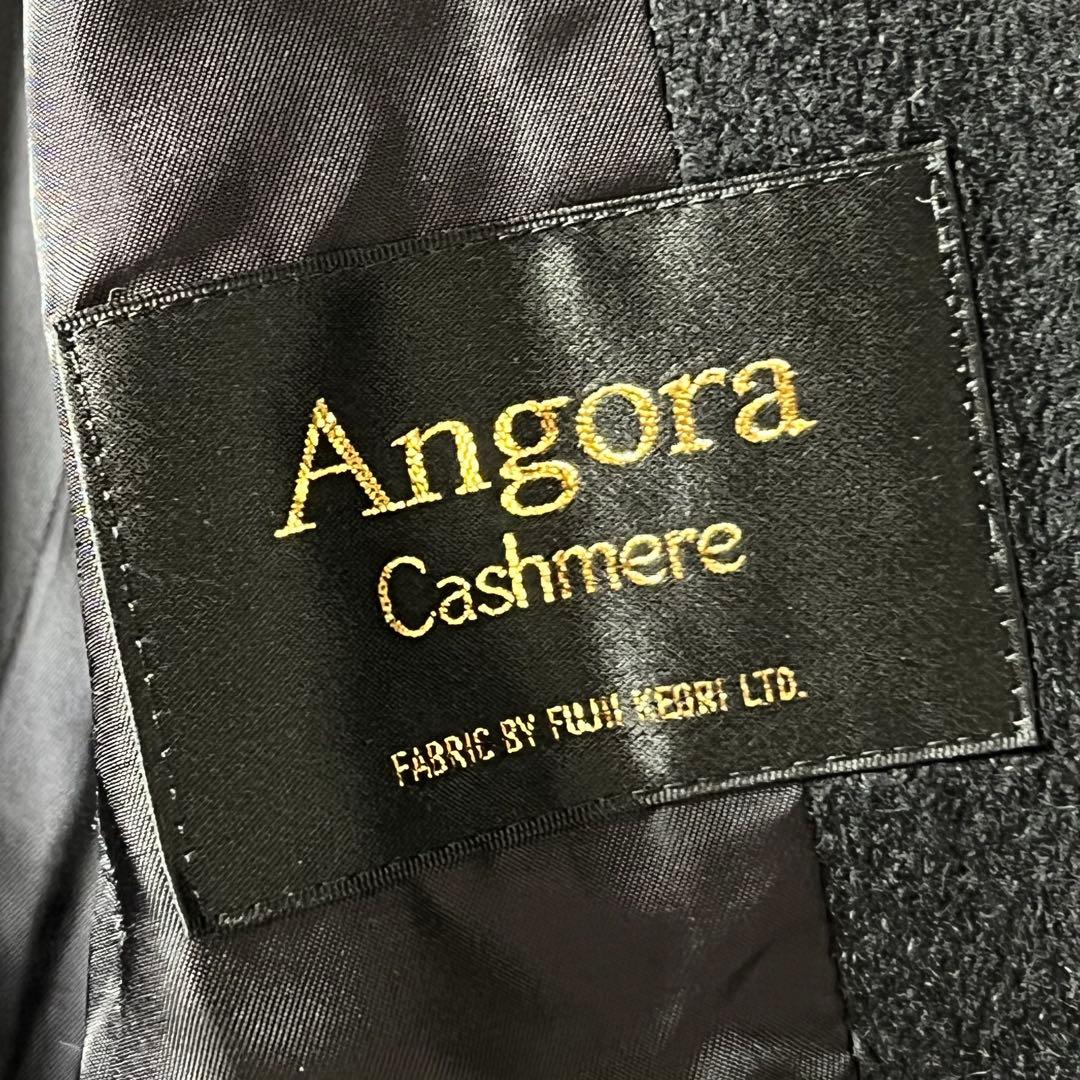 Angora
Cashmere
FABRIC BY FUJII KEORI LTD.